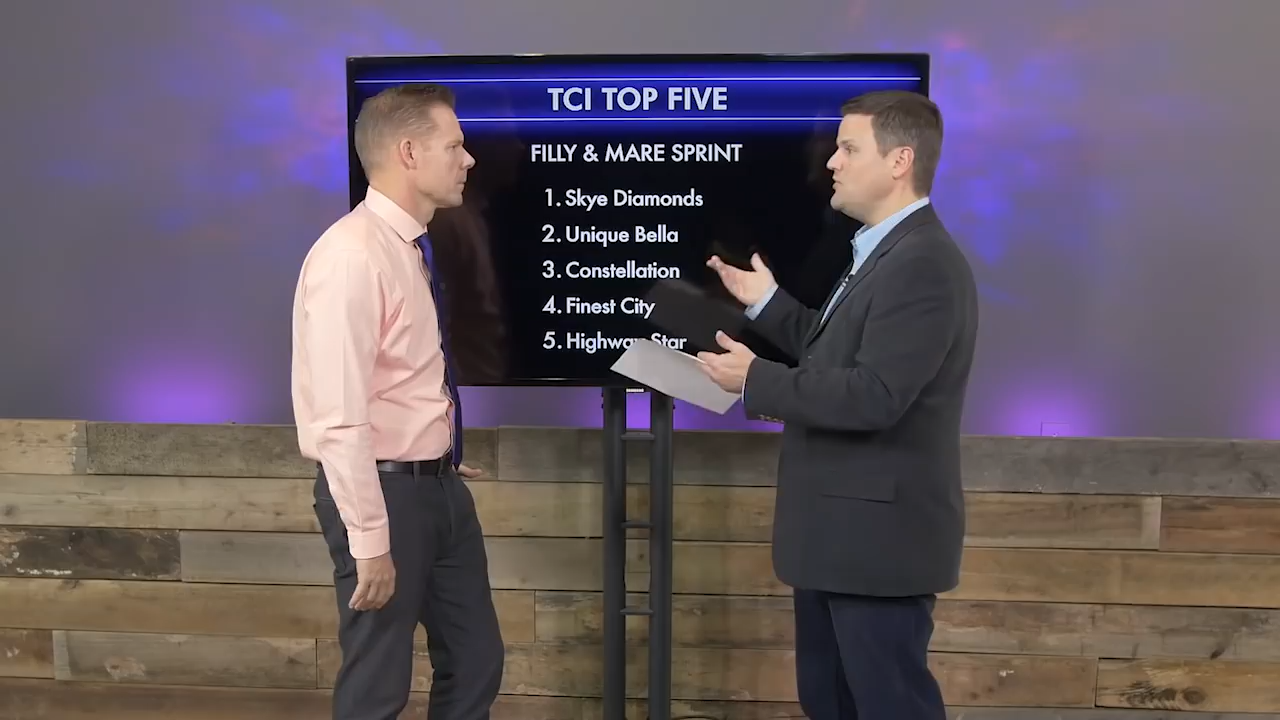 TCI TOP FIVE
FILLY & MARE SPRINT
1. Skye Diamonds
2. Unique Bella
3. Constellation
4. Finest City
5. Highway Star